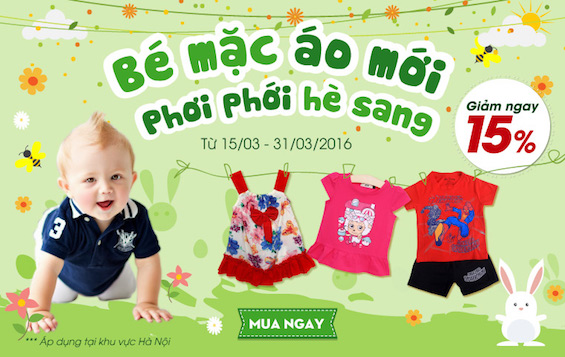 Bé mặc áo mới
Phơi Phới hè sang
Từ 15/03 - 31/03/2016
Giảm ngay
15%
3
MUA NGAY
*** Áp dụng tại khu vực Hà Nội